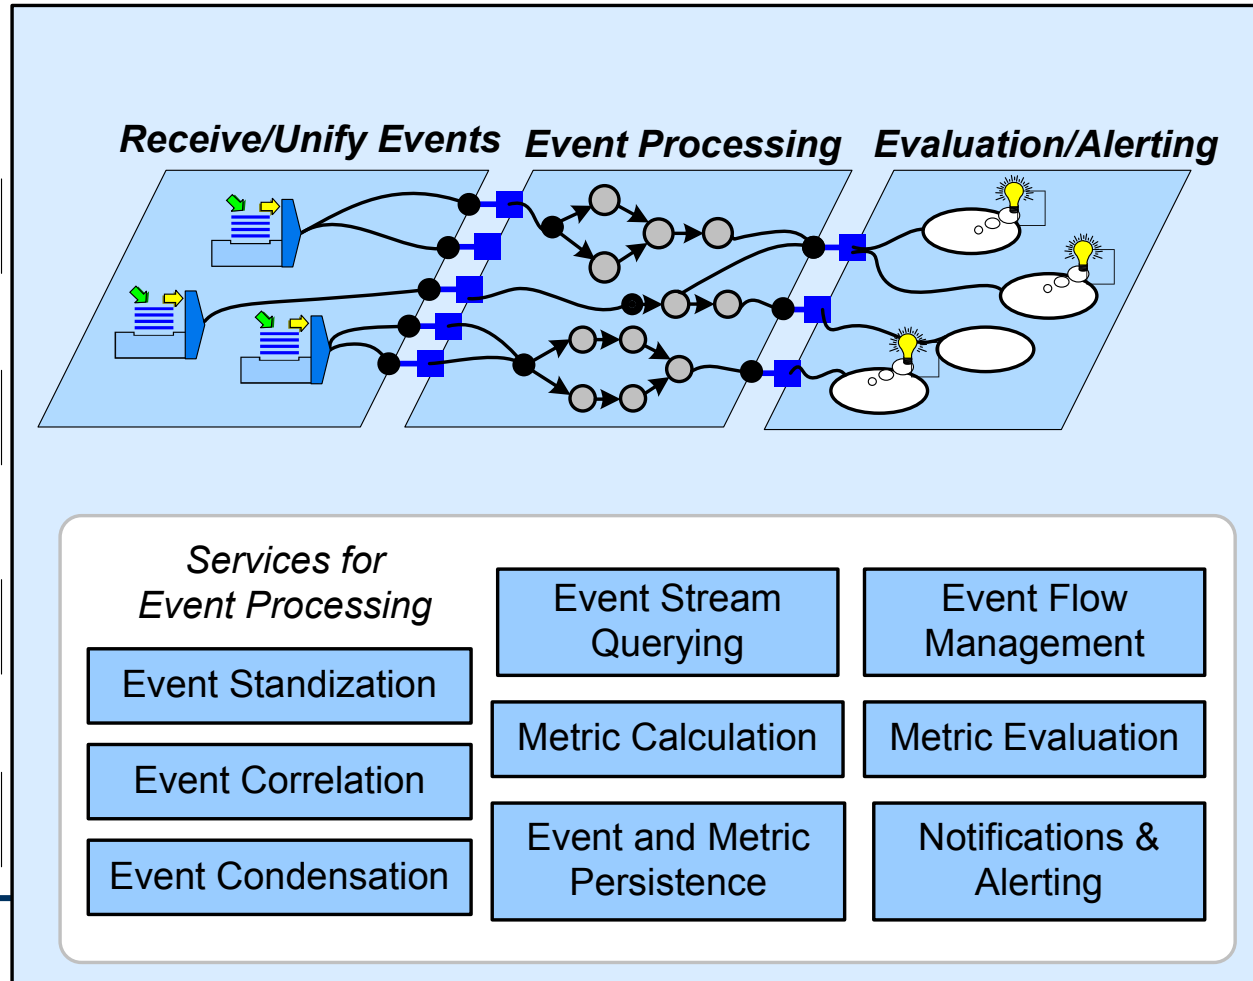 Receive/Unify Events
Event Processing
Evaluation/Alerting
Services for
Event Processing
Event Standization
Event Correlation
Event Condensation
Event Stream
Querying
Metric Calculation
Event and Metric
Persistence
Event Flow
Management
Metric Evaluation
Notifications &
Alerting